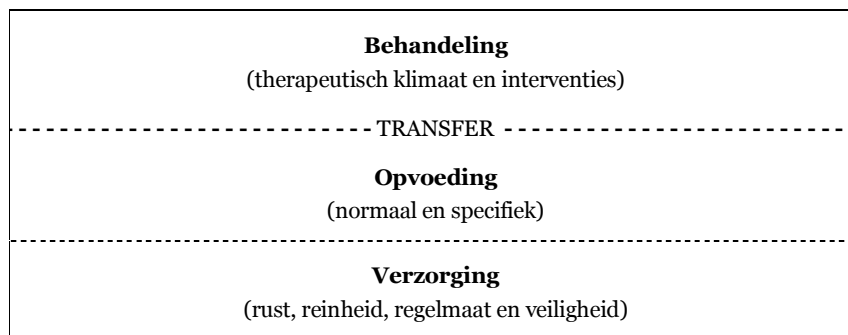 Behandeling
(therapeutisch klimaat en interventies)
TRANSFER
Opvoeding
(normaal en specifiek)
Verzorging
(rust, reinheid, regelmaat en veiligheid)